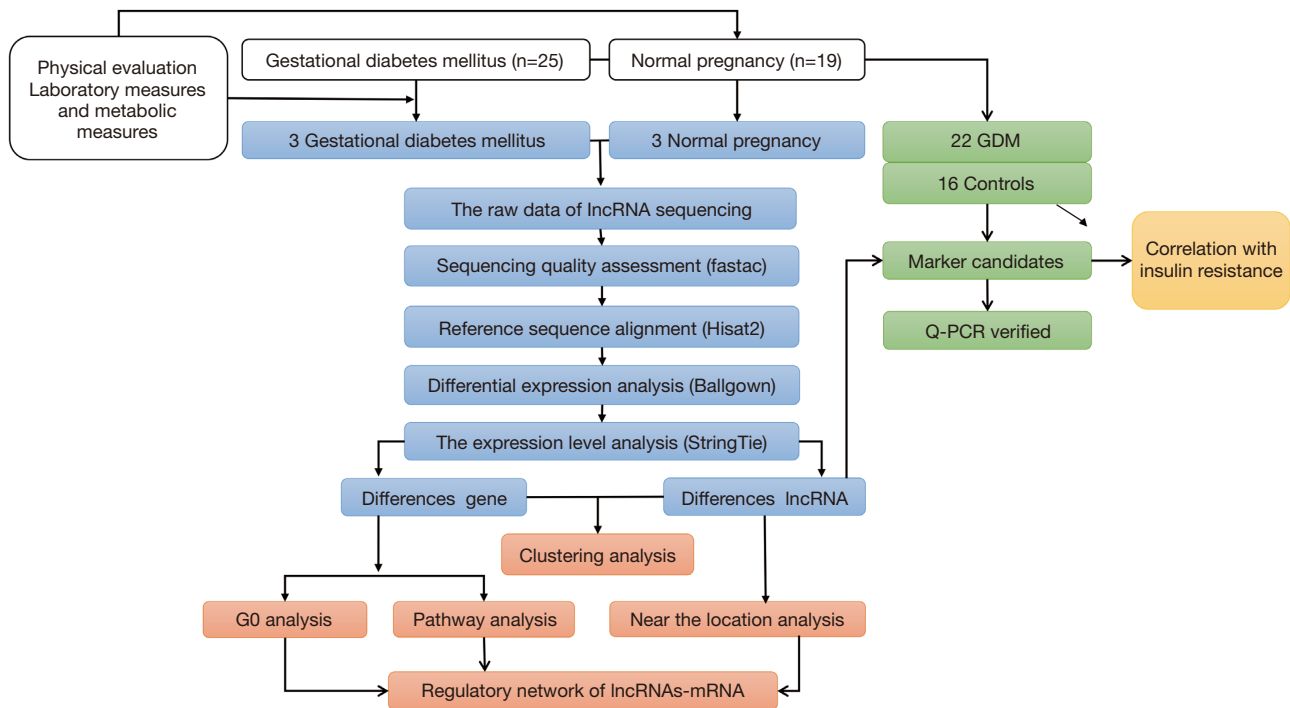 Physical evaluation
Laboratory measures
and metabolic
measures
Gestational diabetes mellitus (n=25)
Normal pregnancy (n=19)
3 Gestational diabetes mellitus
3 Normal pregnancy
22 GDM
16 Controls
The raw data of lncRNA sequencing
Sequencing quality assessment (fastac)
Marker candidates
Correlation with
insulin resistance
Reference sequence alignment (Hisat2)
Q-PCR verified
Differential expression analysis (Ballgown)
The expression level analysis (StringTie)
Differences gene
Differences lncRNA
Clustering analysis
G0 analysis
Pathway analysis
Near the location analysis
Regulatory network of lncRNAs-mRNA